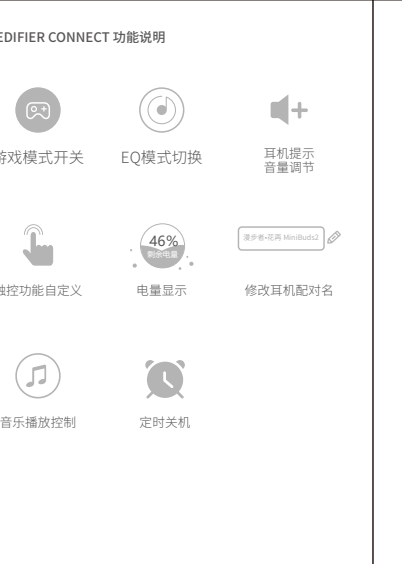 EDIFIER CONNECT 功能说明
游戏模式开关
EQ模式切换
耳机提示
音量调节
46%
剩余电量
漫步者•花再 MiniBuds2
触控功能自定义
电量显示
修改耳机配对名
音乐播放控制
定时关机